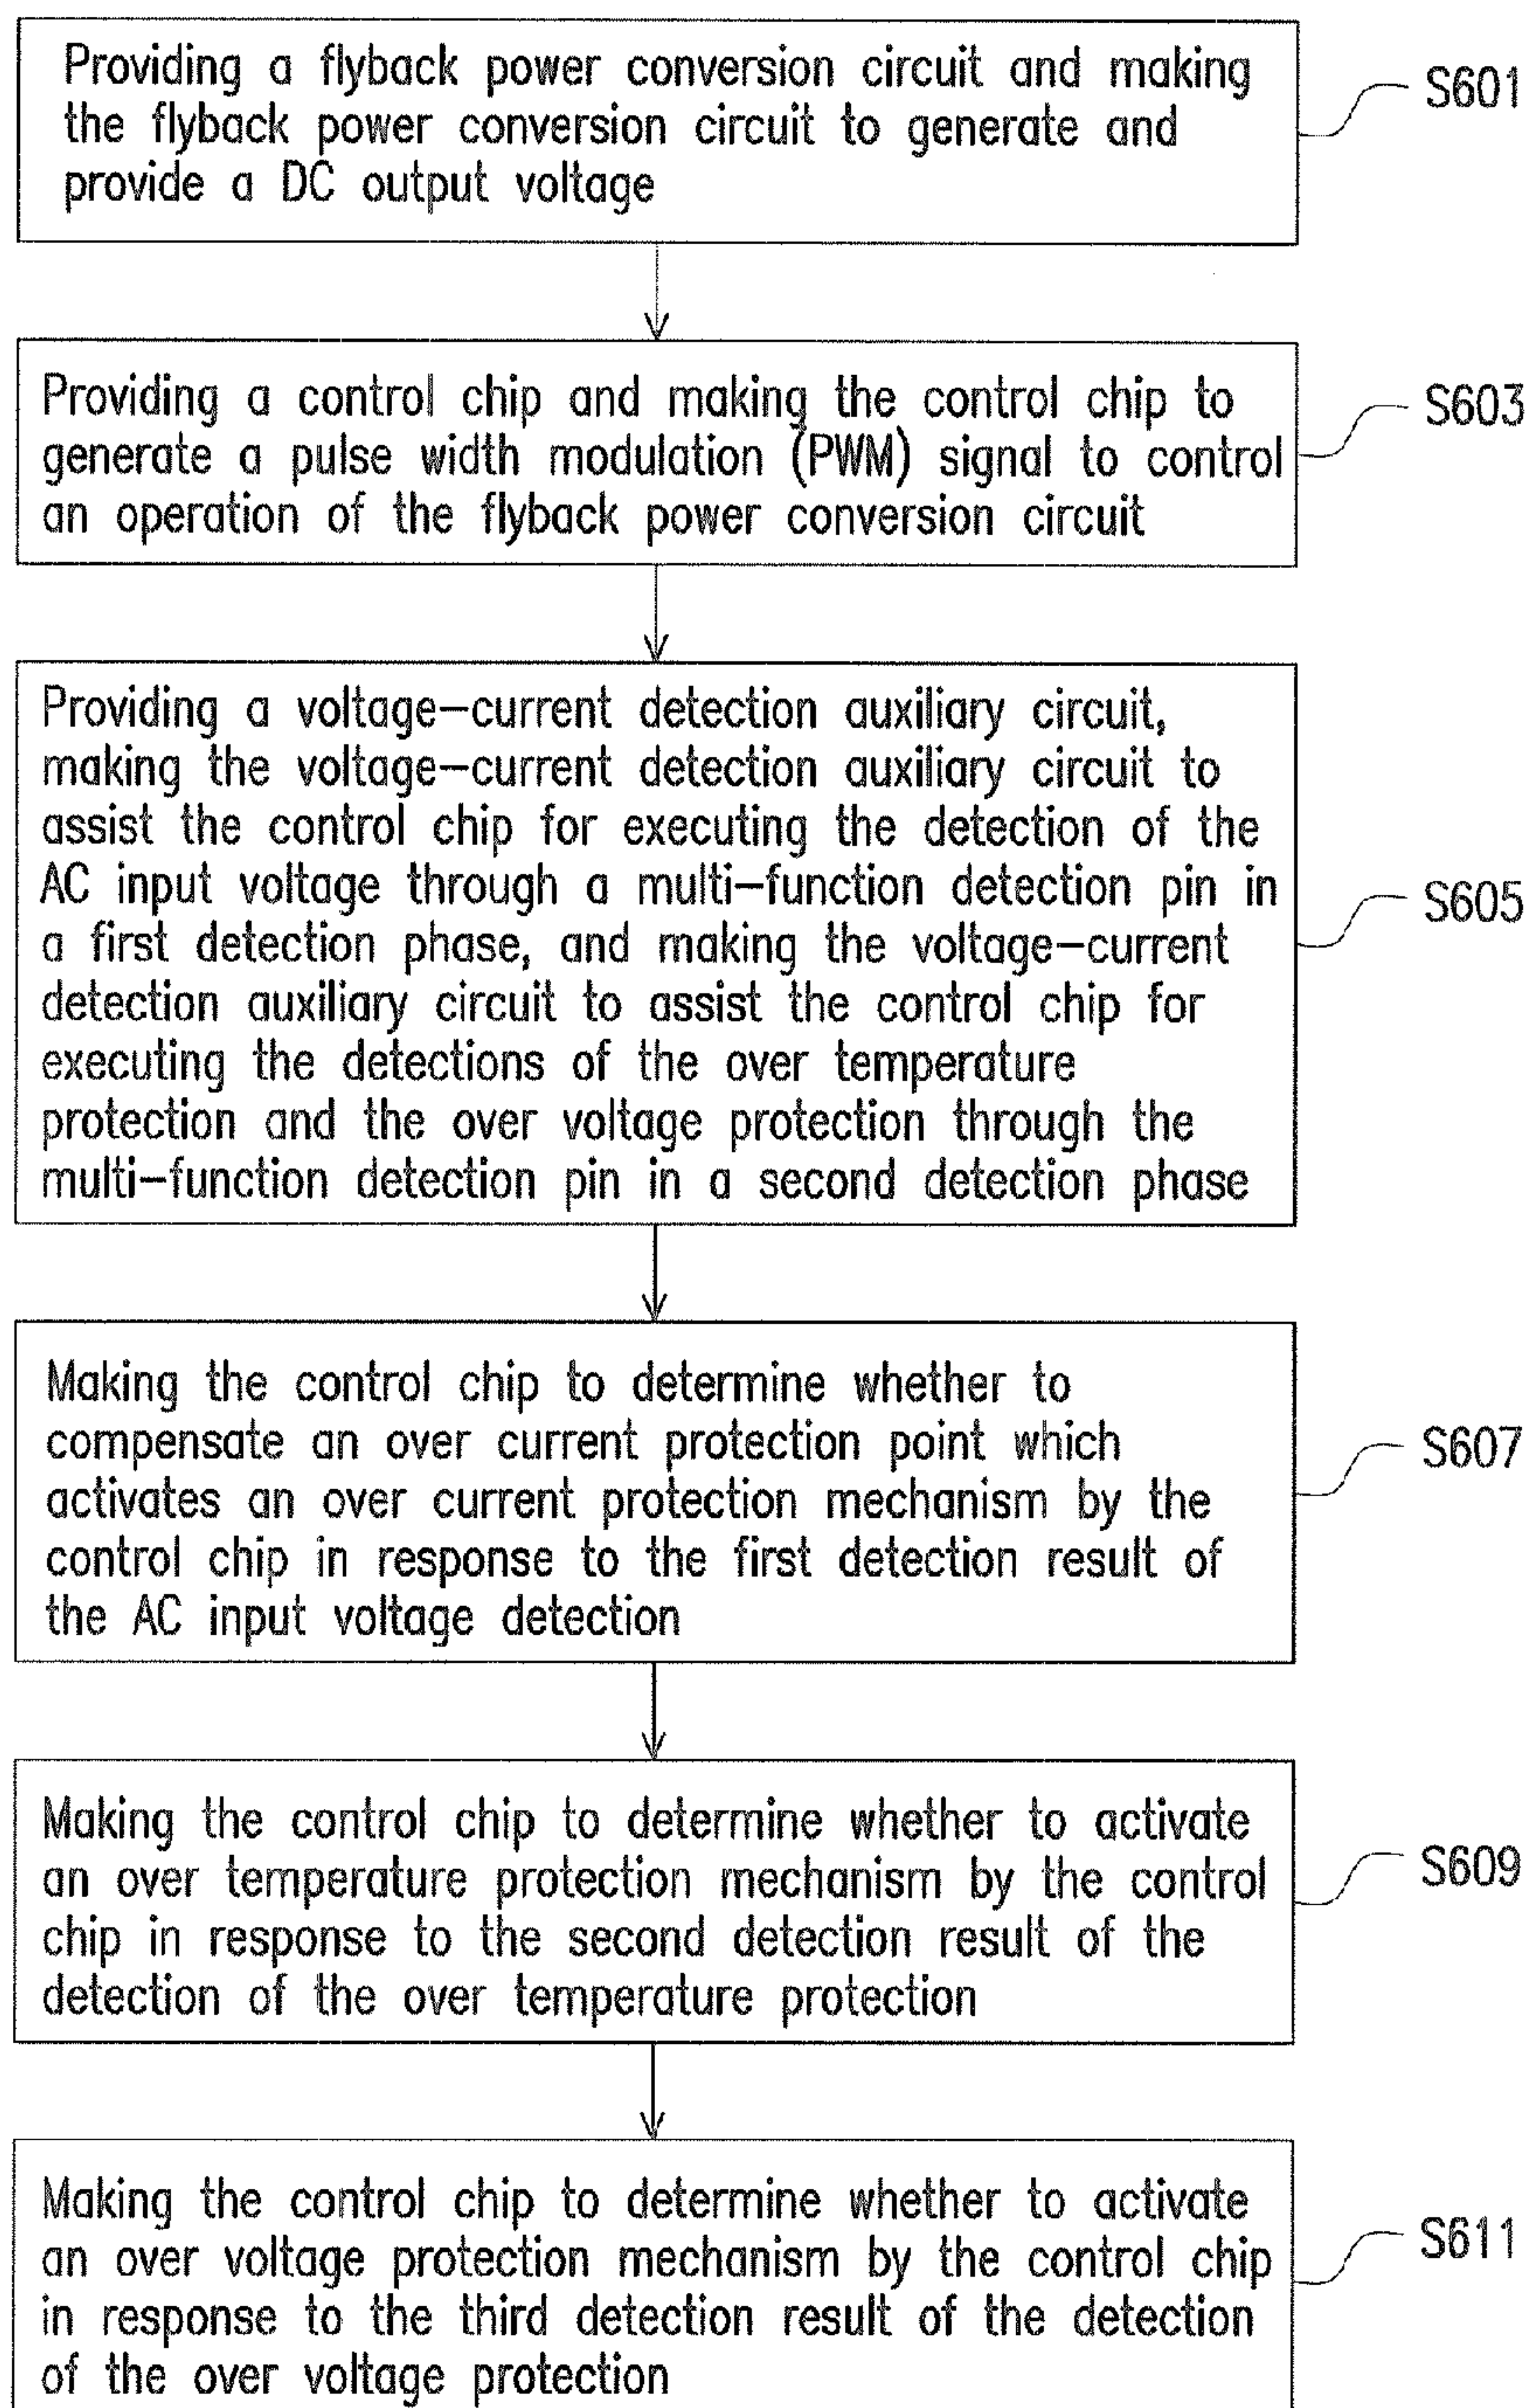 Providing a flyback power conversion circuit and making
the flyback power conversion circuit to generate and
provide a DC output voltage
S601
Providing a control chip and making the control chip to
generate a pulse width modulation (PWM) signal to control
an operation of the flyback power conversion circuit
S603
Providing a voltage-current detection auxiliary circuit,
making the voltage-current detection auxiliary circuit to
assist the control chip for executing the detection of the
AC input voltage through a multi-function detection pin in
a first detection phase, and making the voltage-current
detection auxiliary circuit to assist the control chip for
executing the detections of the over temperature
protection and the over voltage protection through the
multi-function detection pin in a second detection phase
S605
Making the control chip to determine whether to
compensate an over current protection point which
activates an over current protection mechanism by the
control chip in response to the first detection result of
the AC input voltage detection
S607
Making the control chip to determine whether to activate
an over temperature protection mechanism by the control
chip in response to the second detection result of the
detection of the over temperature protection
S609
Making the control chip to determine whether to activate
an over voltage protection mechanism by the control chip
in response to the third detection result of the detection
of the over voltage protection
S611